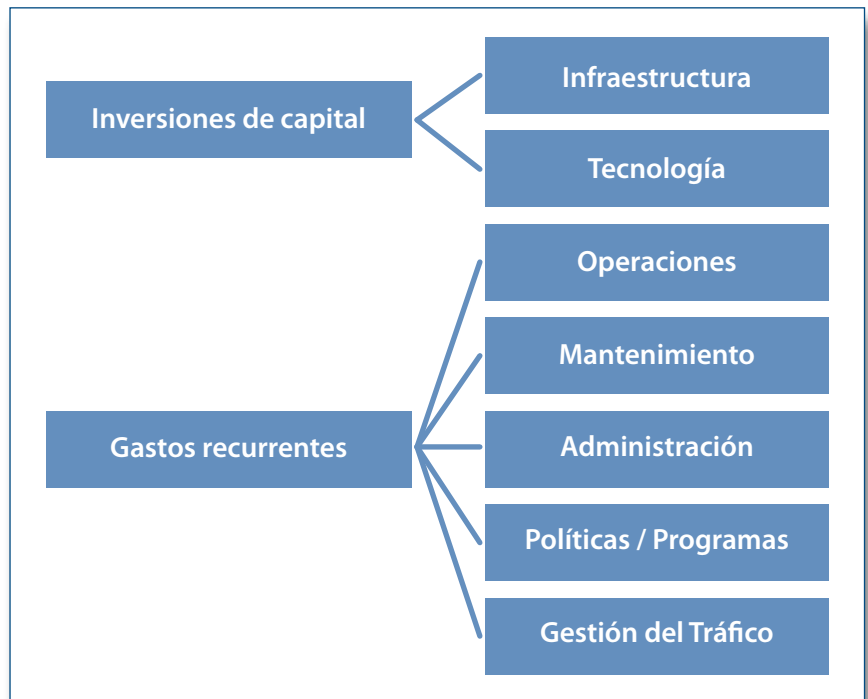 Inversiones de capital
Infraestructura
Tecnología
Gastos recurrentes
Operaciones
Mantenimiento
Administración
Políticas / Programas
Gestión del Tráfico